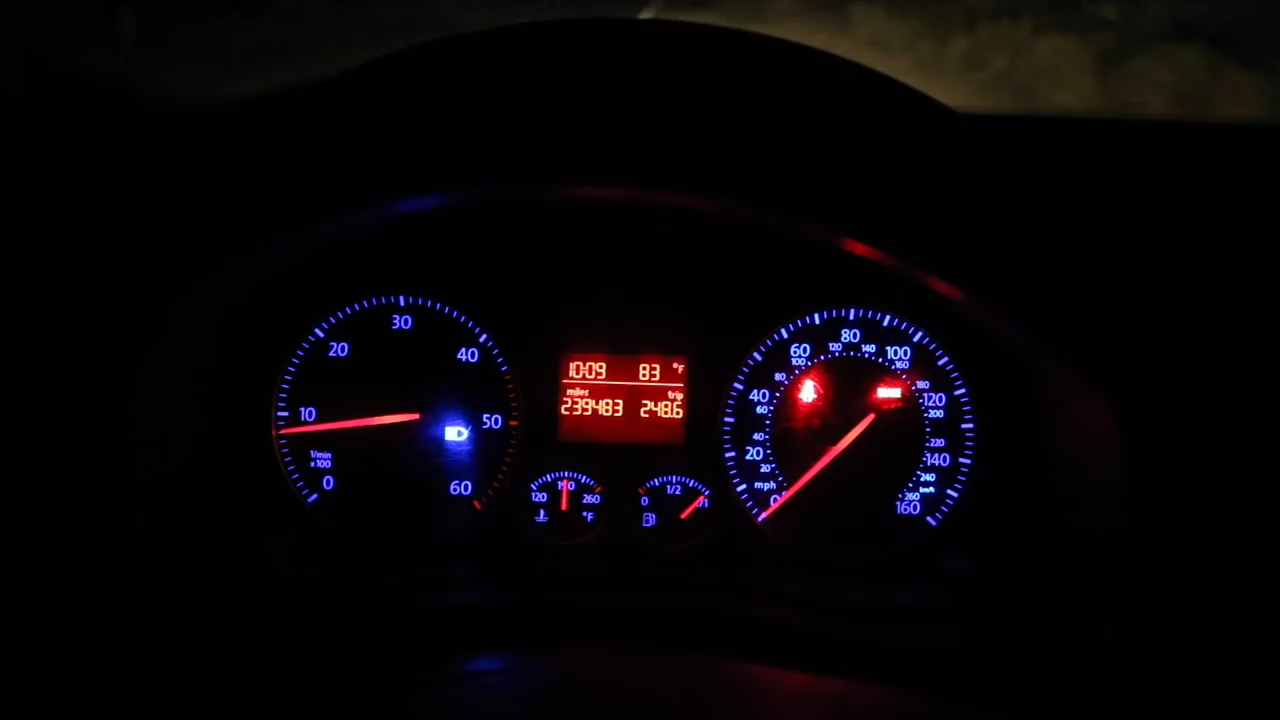 10 20 30 40 50 60
1/min
x100
0
10:09 83 °F
miles trip
239483 248.6
120 190 260
°F
0 1/2 1/1
0 20 40 60 80 100 120 140 160
mph
20 40 60 80 100 120 140 160 180 200 220 240 260
km/h